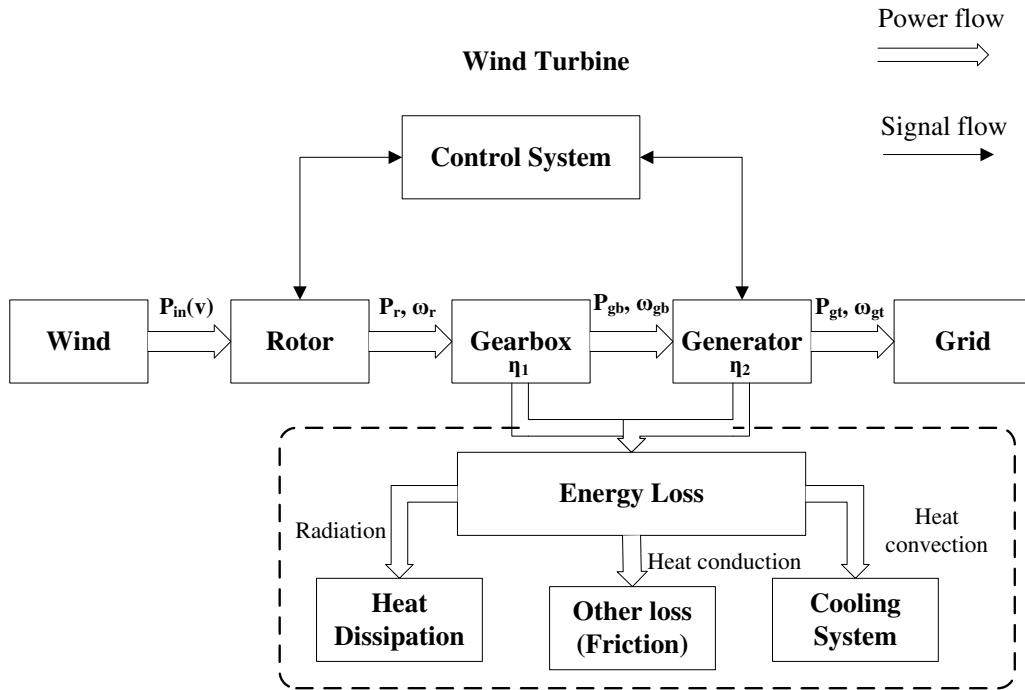 Power flow
Wind Turbine
Signal flow
Control System
P_in(v)
P_r, ω_r
P_gb, ω_gb
P_gt, ω_gt
Wind
Rotor
Gearbox
η_1
Generator
η_2
Grid
Energy Loss
Radiation
Heat conduction
Heat
convection
Heat
Dissipation
Other loss
(Friction)
Cooling
System